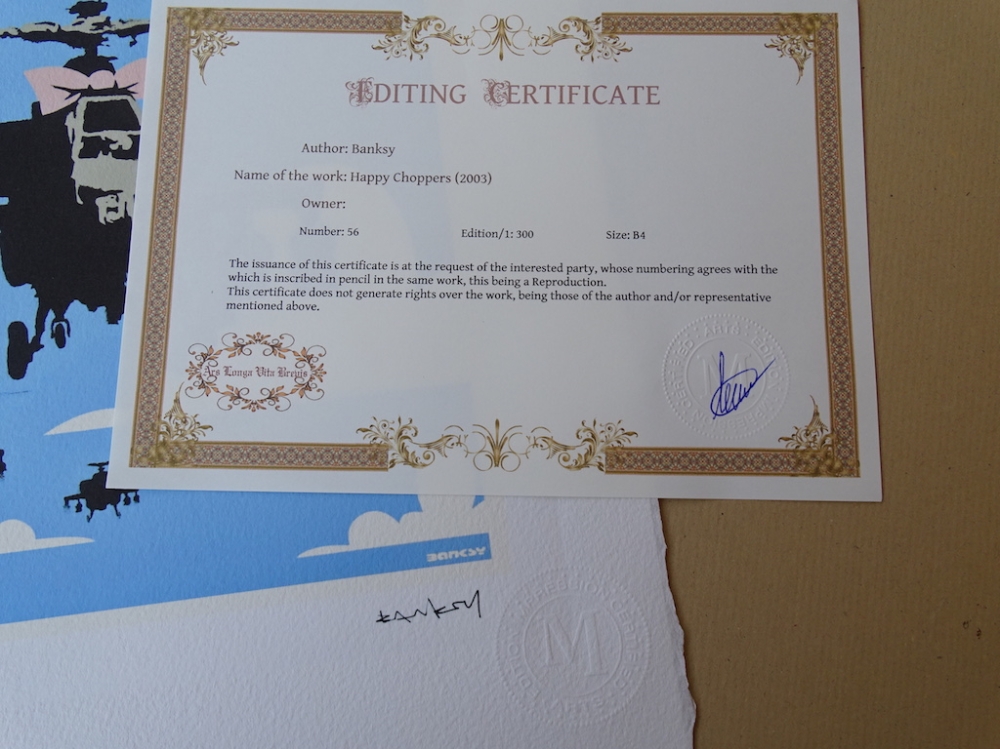 EDITING CERTIFICATE
Author: Banksy
Name of the work: Happy Choppers (2003)
Owner:
Number: 56 Edition/1: 300 Size: B4
The issuance of this certificate is at the request of the interested party, whose numbering agrees with the
which is inscribed in pencil in the same work, this being a Reproduction.
This certificate does not generate rights over the work, being those of the author and/or representative
mentioned above.
Ars Longa Vita Brevis
M
BANKSY
Banksy
M